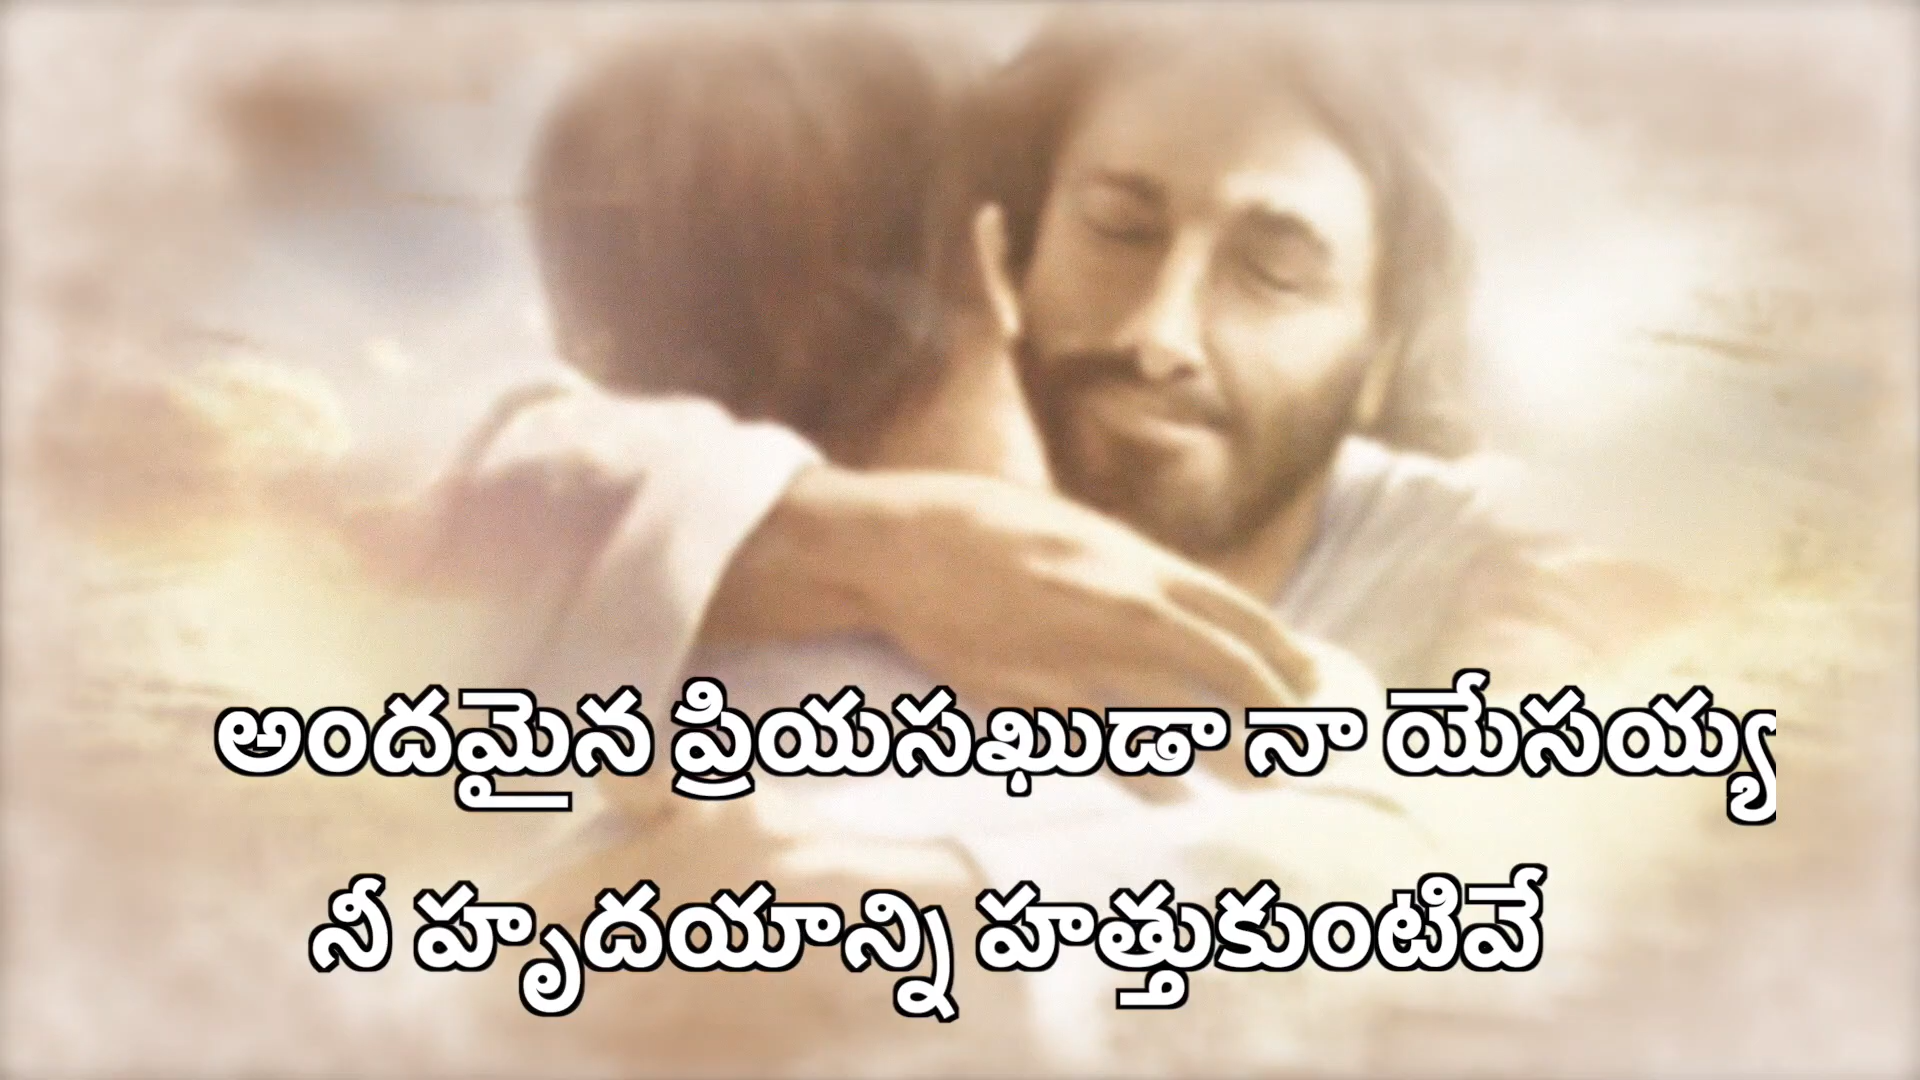 అందమైన ప్రియసఖుడా నా యేసయ్య
నీ హృదయాన్ని హత్తుకుంటివే